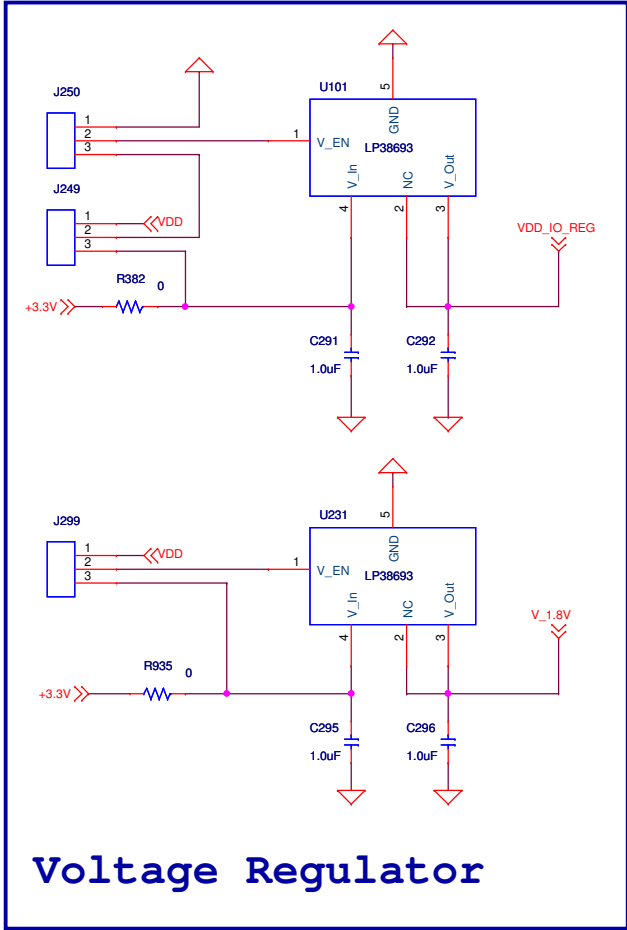 J250
1
2
3
J249
1
2
3
VDD
+3.3V
R382
0
U101
5
GND
1
V_EN
LP38693
V_In
NC
V_Out
4
2
3
VDD_IO_REG
C291
1.0uF
C292
1.0uF
J299
1
2
3
VDD
+3.3V
R935
0
U231
5
GND
1
V_EN
LP38693
V_In
NC
V_Out
4
2
3
V_1.8V
C295
1.0uF
C296
1.0uF
Voltage Regulator